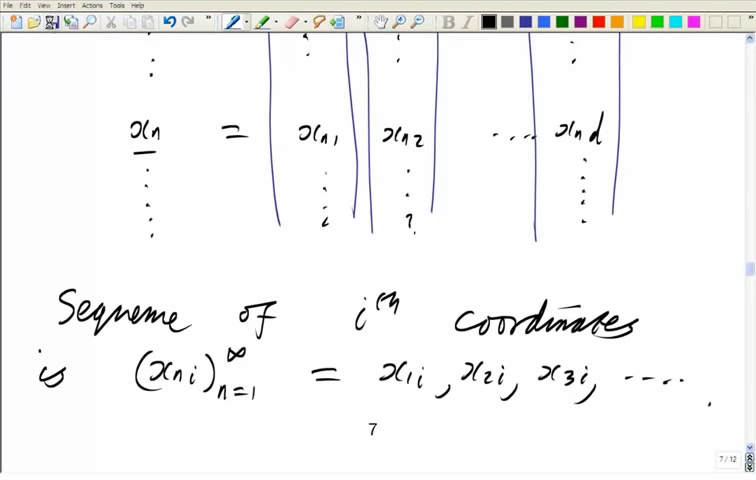 File Edit View Insert Actions Tools Help
xn = xn1 xn2 .... xnd
Sequence of ith coordinates
is (xni)∞n=1 = x1i, x2i, x3i, .... .
7
7 / 12